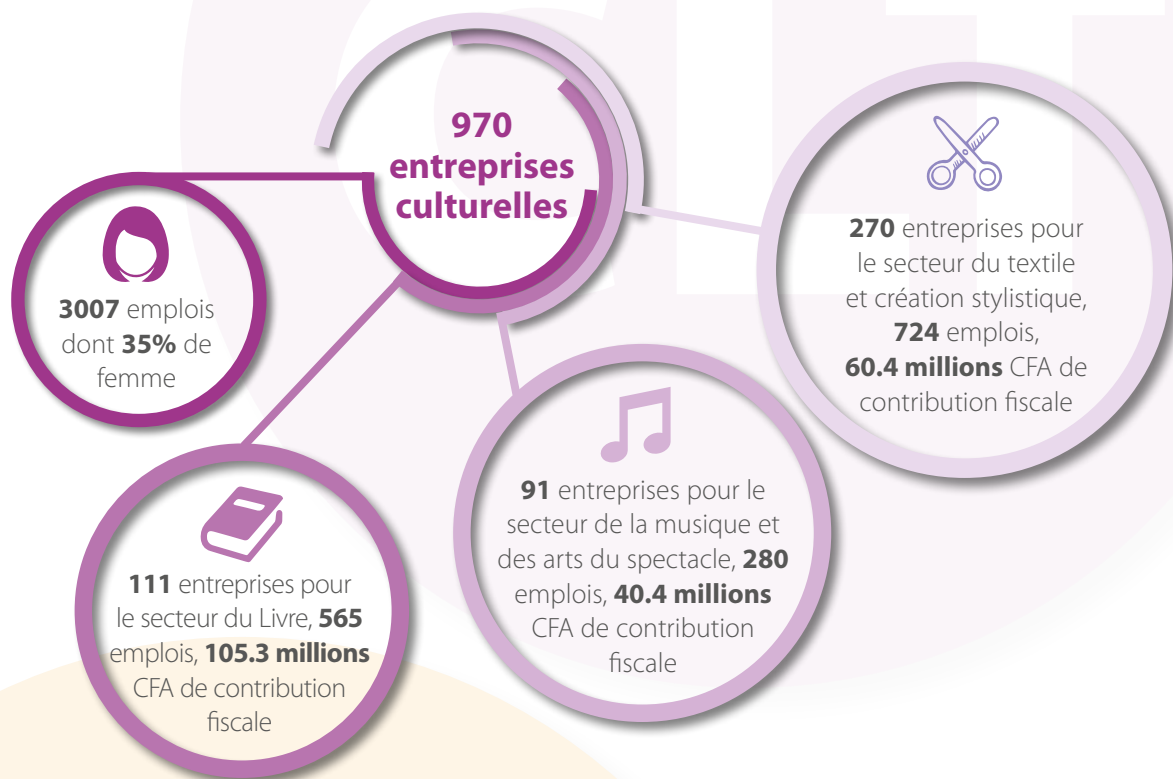 970
entreprises
culturelles
3007 emplois
dont 35% de
femme
111 entreprises pour
le secteur du Livre, 565
emplois, 105.3 millions
CFA de contribution
fiscale
91 entreprises pour le
secteur de la musique et
des arts du spectacle, 280
emplois, 40.4 millions
CFA de contribution
fiscale
270 entreprises pour
le secteur du textile
et création stylistique,
724 emplois,
60.4 millions CFA de
contribution fiscale